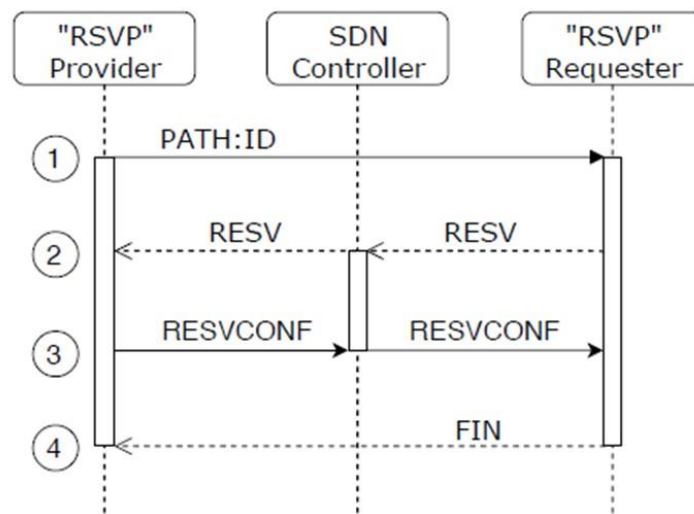 "RSVP"
Provider
SDN
Controller
"RSVP"
Requester
1
PATH:ID
2
RESV
RESV
3
RESVCONF
RESVCONF
4
FIN